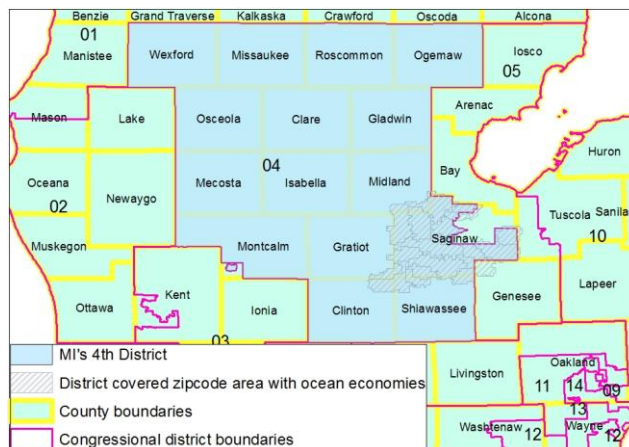 Benzie Grand Traverse Kalkaska Crawford Oscoda Alcona
01
Manistee Wexford Missaukee Roscommon Ogemaw Iosco
05
Mason Lake Osceola Clare Gladwin Arenac
Huron
04
Oceana Newaygo Mecosta Isabella Midland Bay
02
Tuscola Sanila
10
Muskegon Montcalm Gratiot Saginaw
Ottawa Kent Ionia Clinton Shiawassee Genesee Lapeer
03
MI's 4th District
District covered zipcode area with ocean economies
County boundaries
Congressional district boundaries
Livingston Oakland
11 14 09
13
Washtenaw 12 Wayne 12